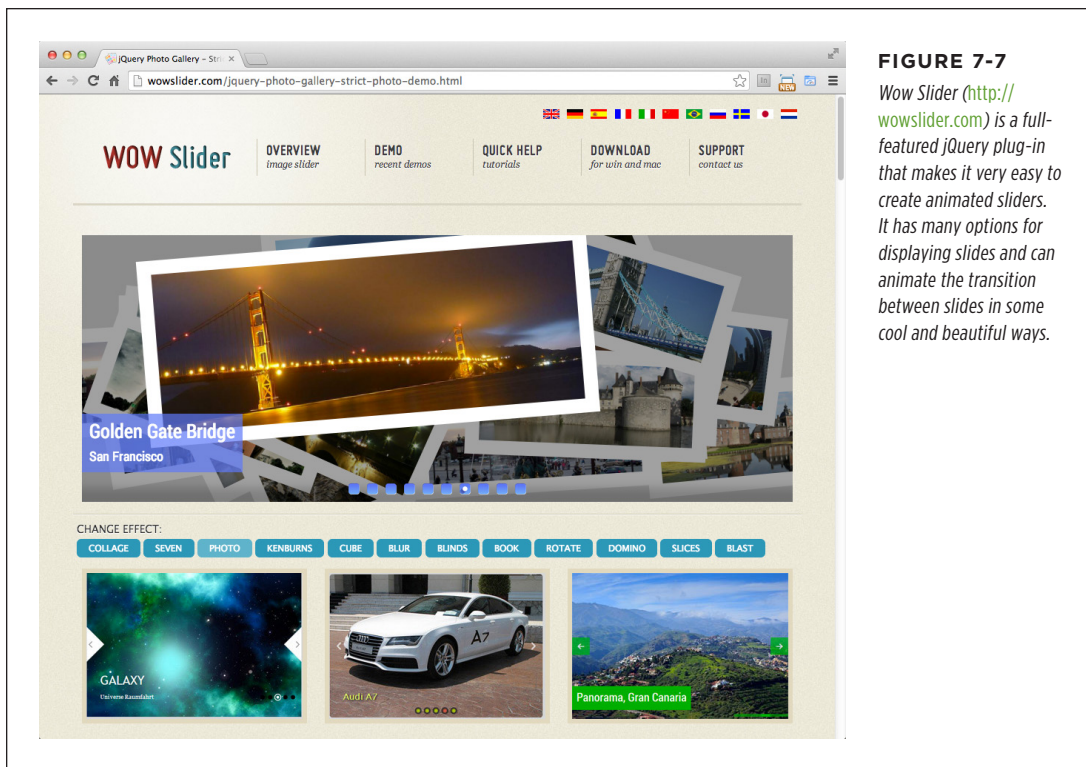 jQuery Photo Gallery – Stric
wowslider.com/jquery-photo-gallery-strict-photo-demo.html
NEW
WOW Slider
OVERVIEW
image slider
DEMO
recent demos
QUICK HELP
tutorials
DOWNLOAD
for win and mac
SUPPORT
contact us
Golden Gate Bridge
San Francisco
CHANGE EFFECT:
COLLAGE SEVEN PHOTO KENBURNS CUBE BLUR BLINDS BOOK ROTATE DOMINO SLICES BLAST
GALAXY
Universe Raumfahrt
A7
Audi A7
Panorama, Gran Canaria
FIGURE 7-7
Wow Slider (http://
wowslider.com) is a full-
featured jQuery plug-in
that makes it very easy to
create animated sliders.
It has many options for
displaying slides and can
animate the transition
between slides in some
cool and beautiful ways.